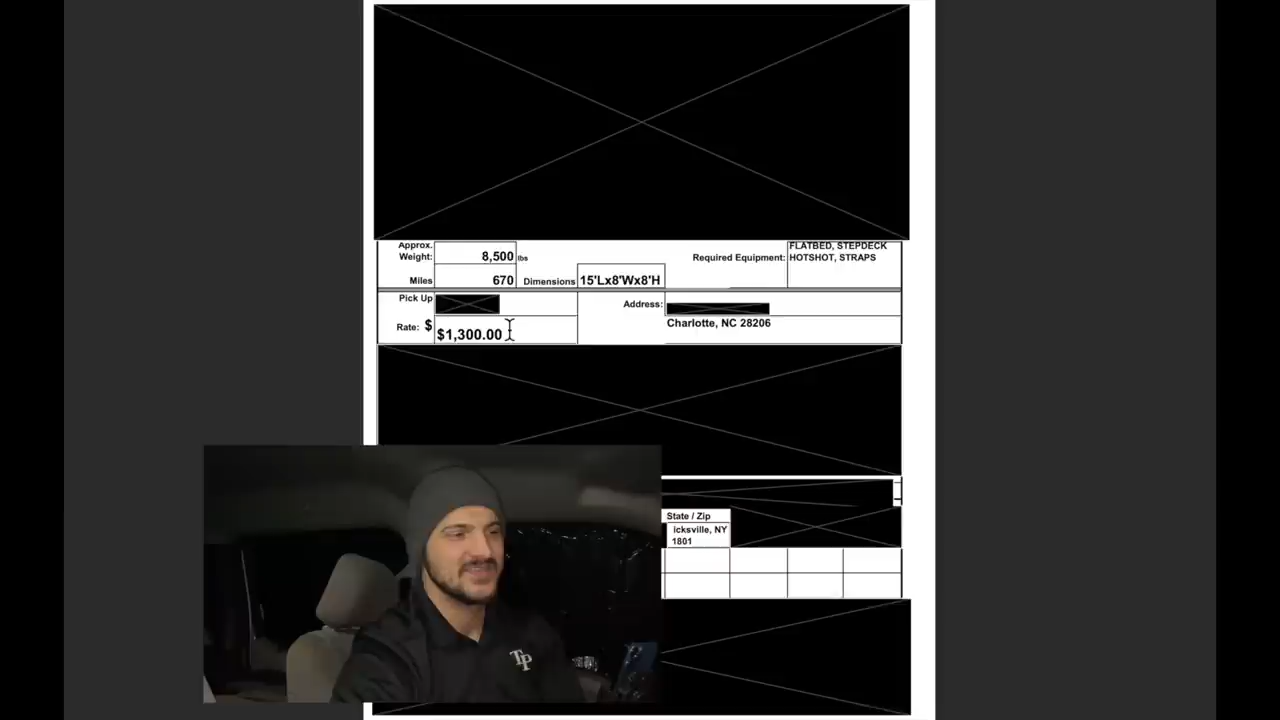 Approx.
Weight: 8,500 lbs
Required Equipment: FLATBED, STEPDECK
HOTSHOT, STRAPS
Miles 670 Dimensions 15'Lx8'Wx8'H
Pick Up
Address:
Charlotte, NC 28206
Rate: $ $1,300.00
State / Zip
icksville, NY
1801
TP